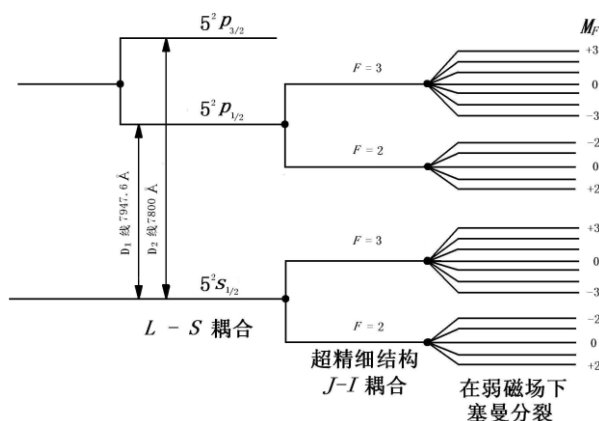 M_F
5²P₃/₂
+3
F = 3
0
5²P₁/₂
-3
-2
F = 2
0
+2
D₁ 线 7947.6 Å
D₂ 线 7800 Å
+3
F = 3
0
5²S₁/₂
-3
-2
L - S 耦合
F = 2
0
超精细结构
J-I 耦合
+2
在弱磁场下
塞曼分裂